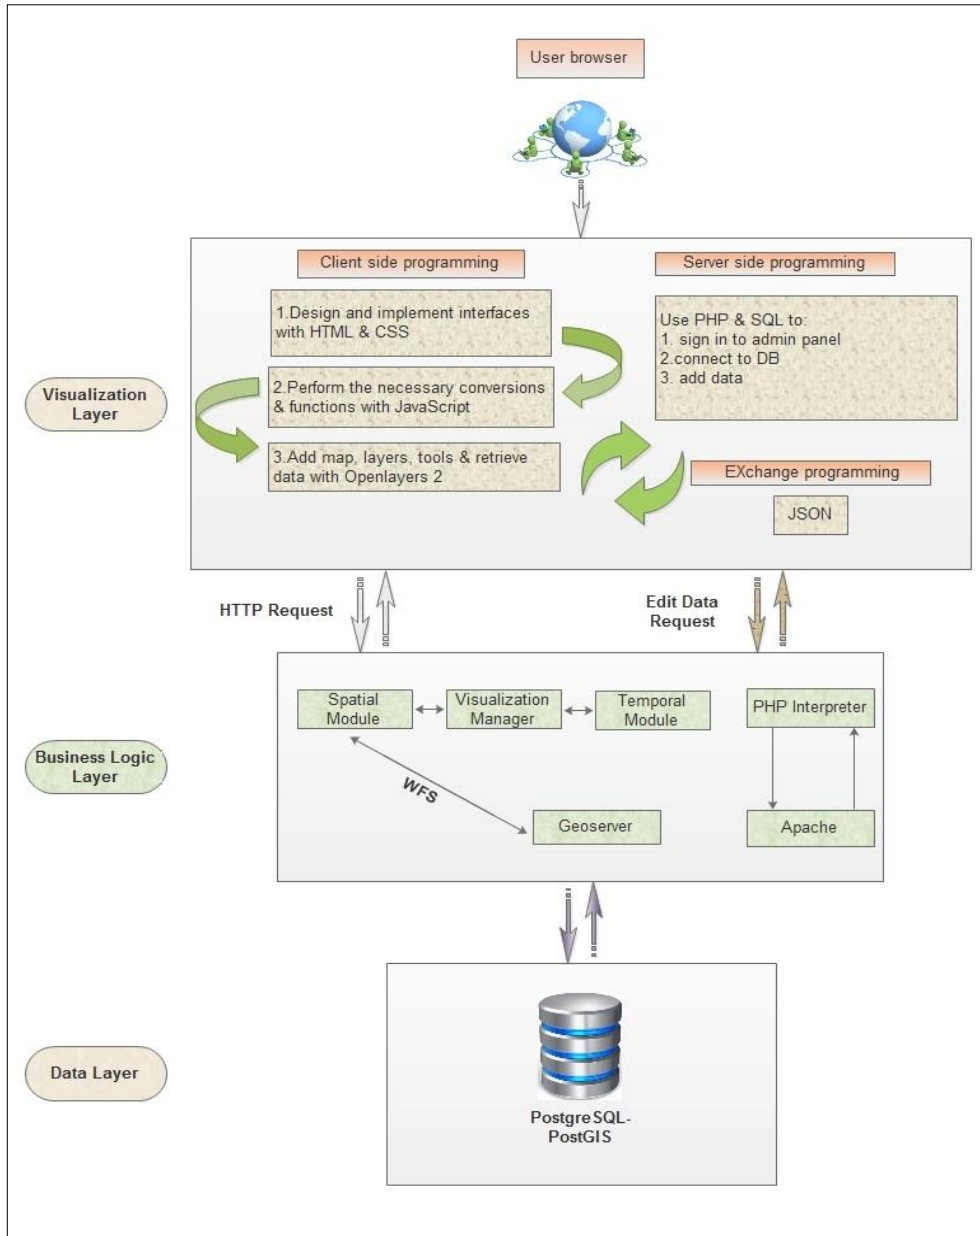 User browser
Client side programming
Server side programming
1.Design and implement interfaces
with HTML & CSS
Use PHP & SQL to:
1. sign in to admin panel
2.connect to DB
3. add data
Visualization
Layer
2.Perform the necessary conversions
& functions with JavaScript
3.Add map, layers, tools & retrieve
data with Openlayers 2
EXchange programming
JSON
HTTP Request
Edit Data
Request
Spatial
Module
Visualization
Manager
Temporal
Module
PHP Interpreter
Business Logic
Layer
WFS
Geoserver
Apache
Data Layer
PostgreSQL-
PostGIS